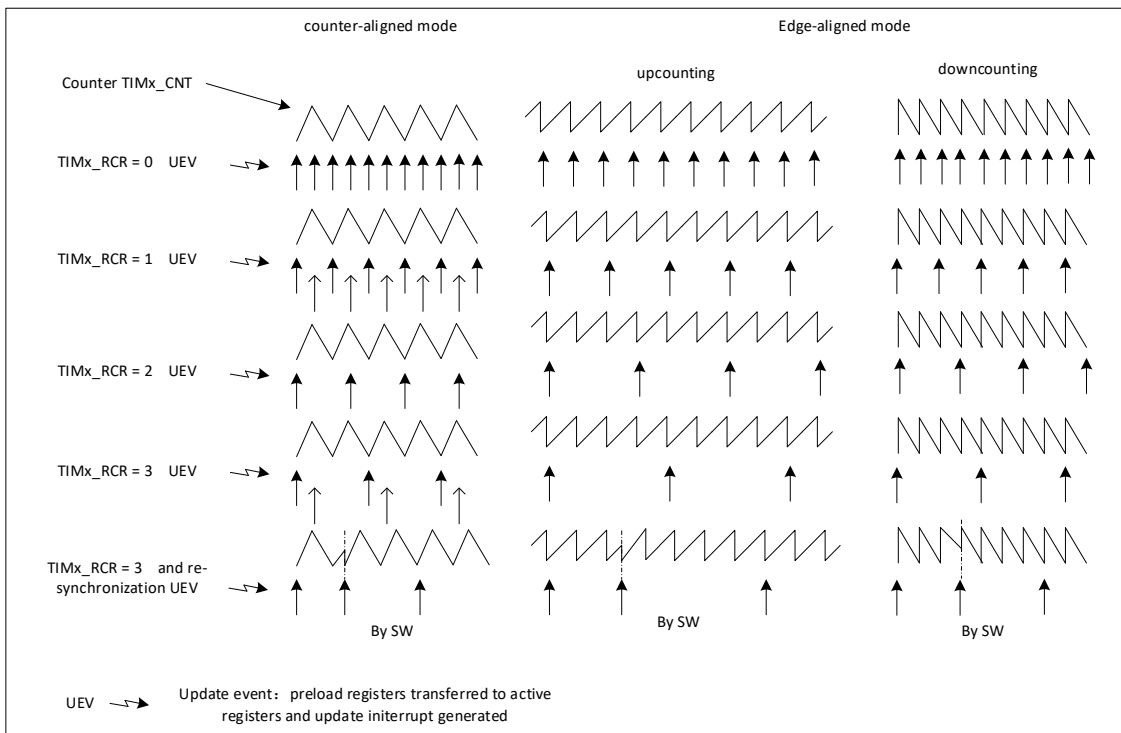 counter-aligned mode
Edge-aligned mode
upcounting
downcounting
Counter TIMx_CNT
TIMx_RCR = 0 UEV
TIMx_RCR = 1 UEV
TIMx_RCR = 2 UEV
TIMx_RCR = 3 UEV
TIMx_RCR = 3 and re-
synchronization UEV
By SW
By SW
By SW
UEV
Update event：preload registers transferred to active
registers and update initerrupt generated